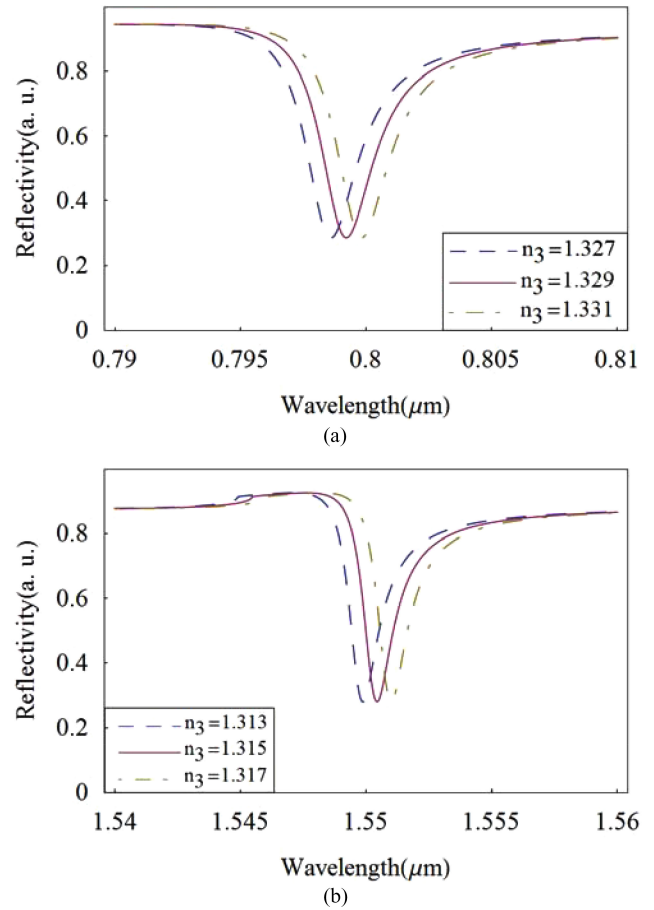 Reflectivity(a. u.)
0.8
0.6
0.4
0.2
0
n3=1.327
n3=1.329
n3=1.331
0.79 0.795 0.8 0.805 0.81
Wavelength(µm)
(a)
Reflectivity(a. u.)
0.8
0.6
0.4
0.2
0
n3=1.313
n3=1.315
n3=1.317
1.54 1.545 1.55 1.555 1.56
Wavelength(µm)
(b)